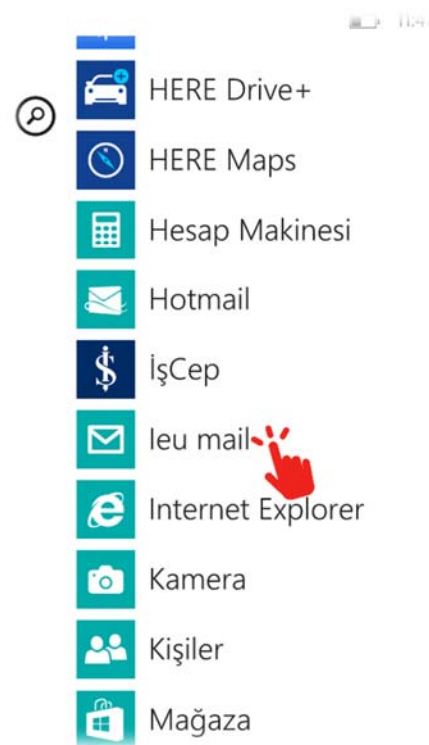 HERE Drive+
HERE Maps
Hesap Makinesi
Hotmail
İşCep
Ieu mail
Internet Explorer
Kamera
Kişiler
Mağaza